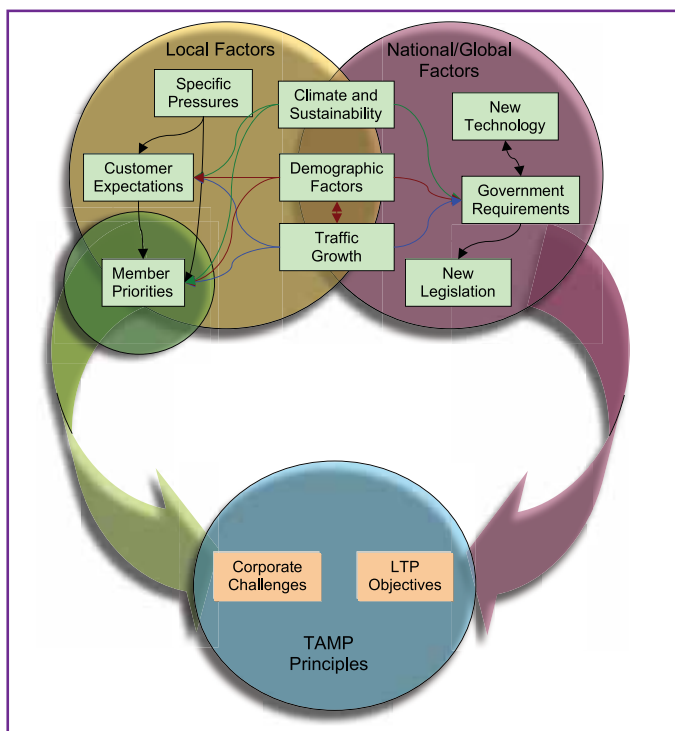 Local Factors
National/Global
Factors
Specific
Pressures
Climate and
Sustainability
New
Technology
Customer
Expectations
Demographic
Factors
Government
Requirements
Traffic
Growth
Member
Priorities
New
Legislation
Corporate
Challenges
LTP
Objectives
TAMP
Principles